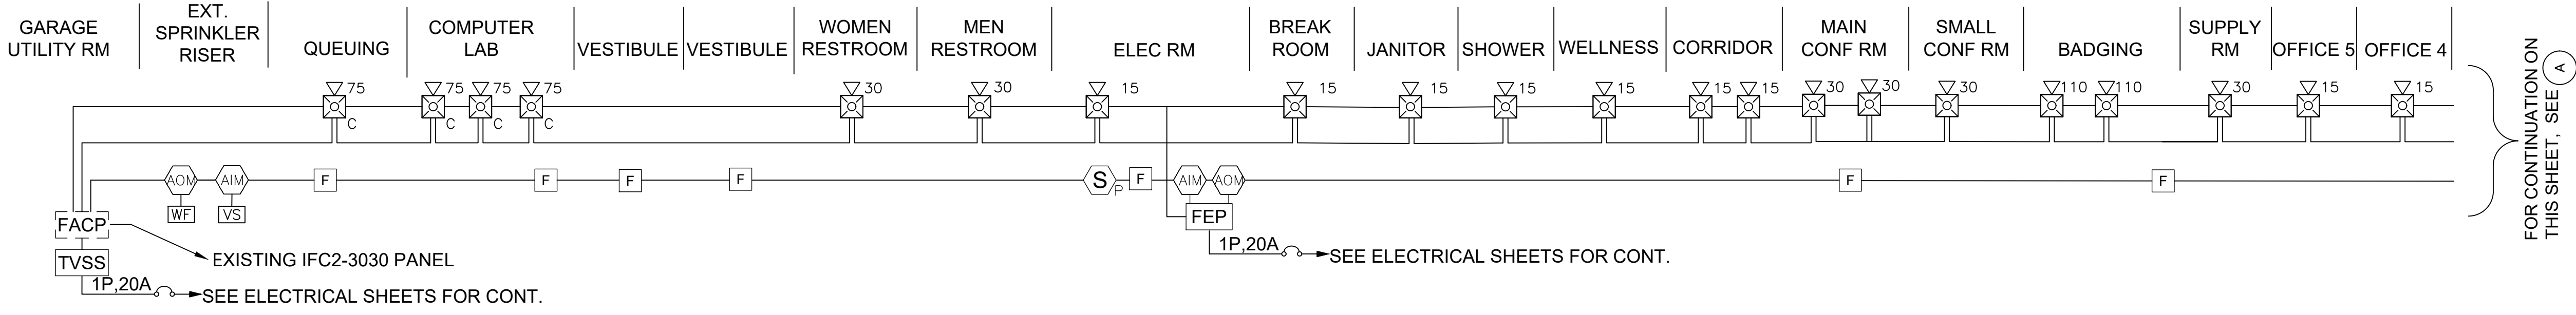 GARAGE
UTILITY RM
EXT.
SPRINKLER
RISER
QUEUING
COMPUTER
LAB
VESTIBULE
VESTIBULE
WOMEN
RESTROOM
MEN
RESTROOM
ELEC RM
BREAK
ROOM
JANITOR
SHOWER
WELLNESS
CORRIDOR
MAIN
CONF RM
SMALL
CONF RM
BADGING
SUPPLY
RM
OFFICE 5
OFFICE 4
75
75
75
75
30
30
15
15
15
15
15
15
15
30
30
30
110
110
30
15
15
C
C
C
C
AOM
AIM
F
F
F
F
S
P
F
AIM
AOM
F
F
WF
VS
FACP
FEP
TVSS
EXISTING IFC2-3030 PANEL
1P,20A
SEE ELECTRICAL SHEETS FOR CONT.
1P,20A
SEE ELECTRICAL SHEETS FOR CONT.
FOR CONTINUATION ON
THIS SHEET, SEE A